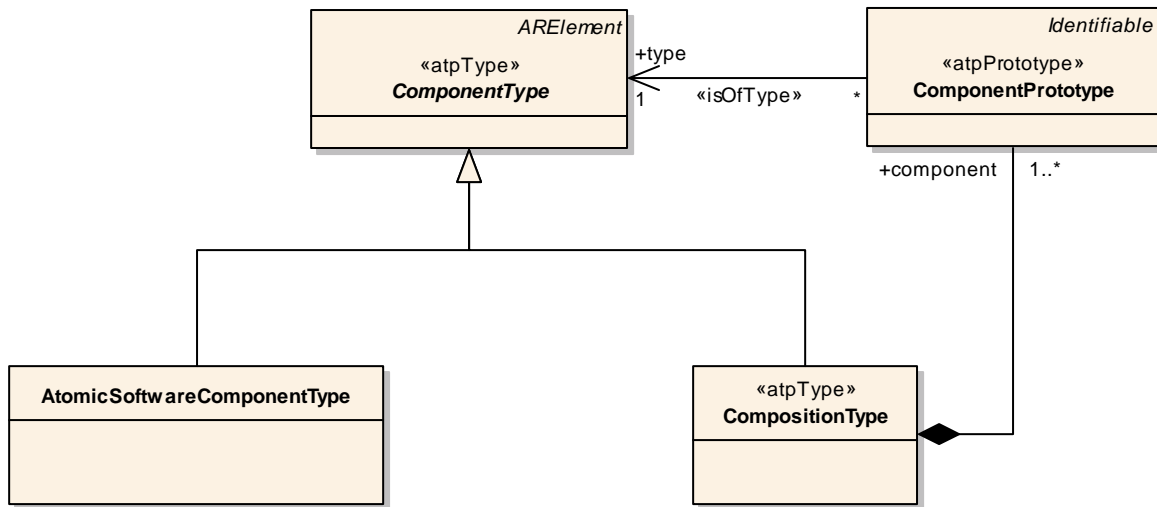 ARElement
«atpType»
ComponentType
+type
1
«isOfType»
*
Identifiable
«atpPrototype»
ComponentPrototype
+component
1..*
AtomicSoftwareComponentType
«atpType»
CompositionType